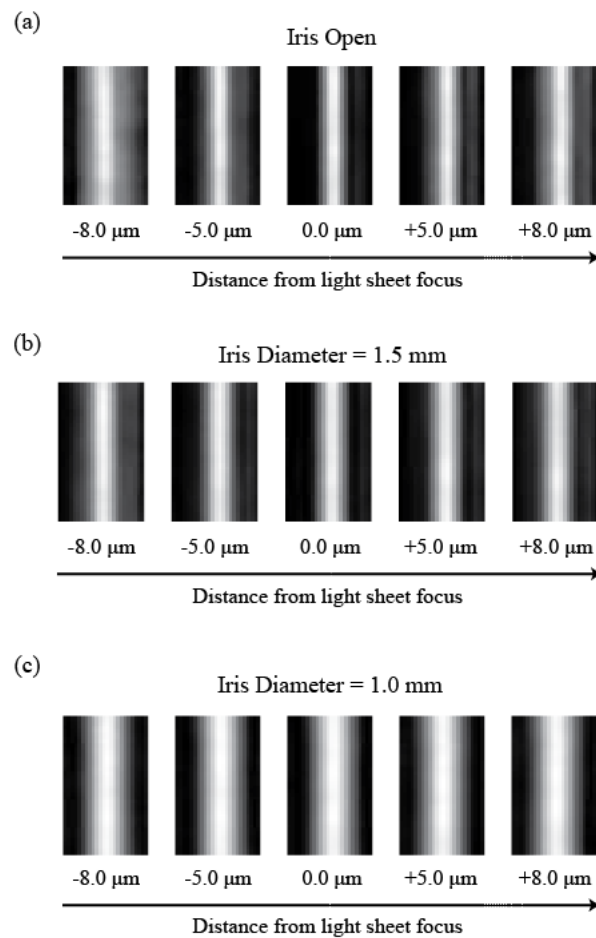 (a)
Iris Open
-8.0 μm -5.0 μm 0.0 μm +5.0 μm +8.0 μm
Distance from light sheet focus
(b)
Iris Diameter = 1.5 mm
-8.0 μm -5.0 μm 0.0 μm +5.0 μm +8.0 μm
Distance from light sheet focus
(c)
Iris Diameter = 1.0 mm
-8.0 μm -5.0 μm 0.0 μm +5.0 μm +8.0 μm
Distance from light sheet focus